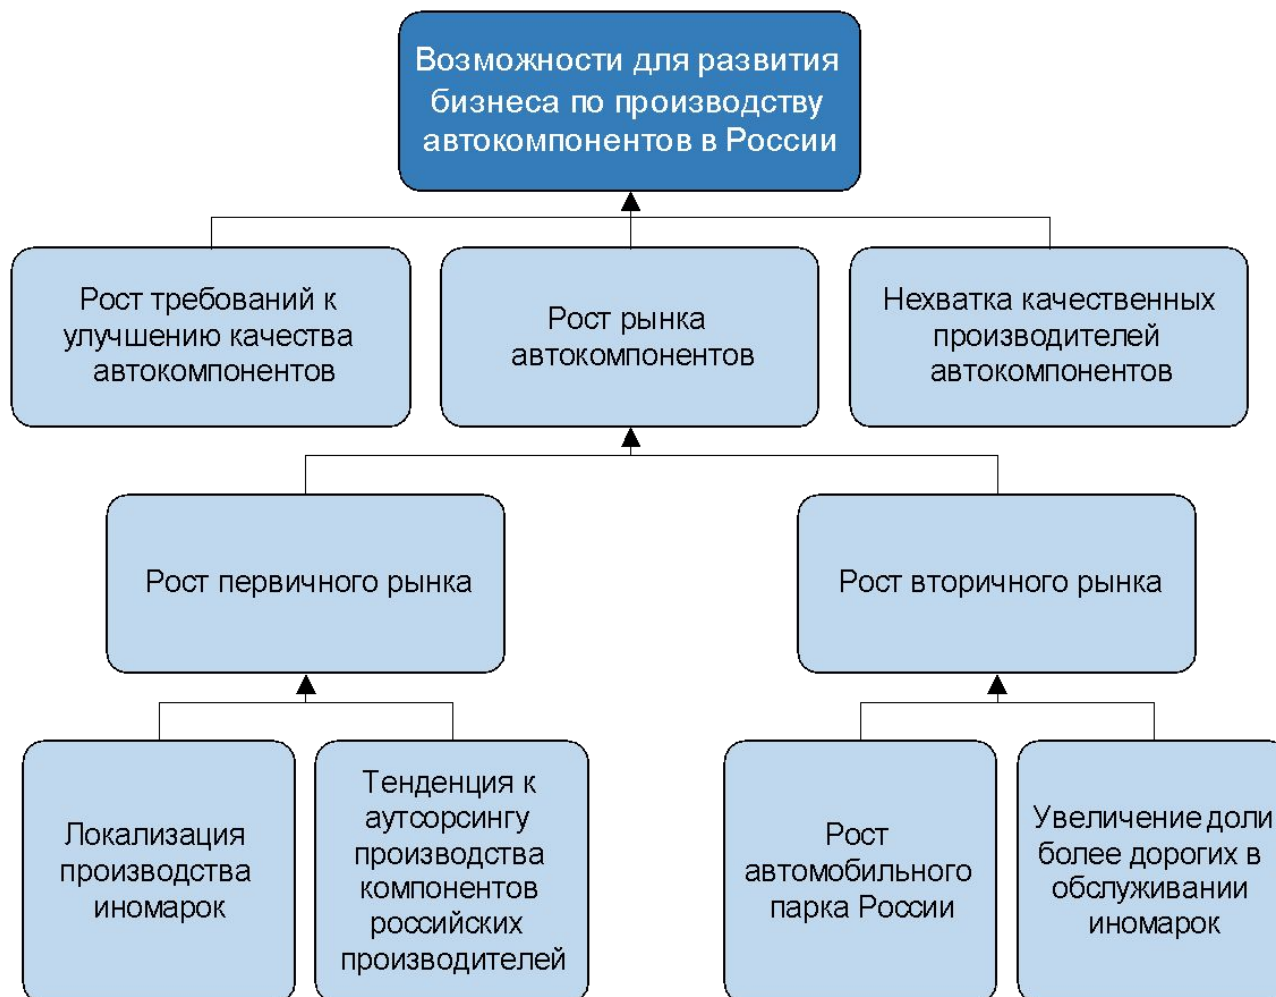 Возможности для развития
бизнеса по производству
автокомпонентов в России
Рост требований к
улучшению качества
автокомпонентов
Рост рынка
автокомпонентов
Нехватка качественных
производителей
автокомпонентов
Рост первичного рынка
Рост вторичного рынка
Локализация
производства
иномарок
Тенденция к
аутсорсингу
производства
компонентов
российских
производителей
Рост
автомобильного
парка России
Увеличение доли
более дорогих в
обслуживании
иномарок